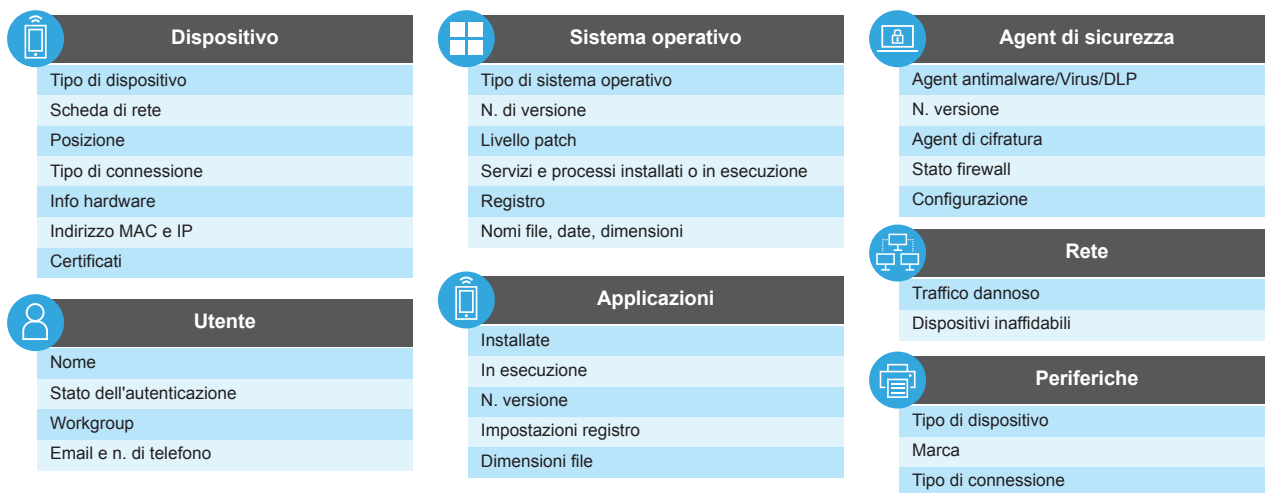 Dispositivo
Tipo di dispositivo
Scheda di rete
Posizione
Tipo di connessione
Info hardware
Indirizzo MAC e IP
Certificati
Utente
Nome
Stato dell'autenticazione
Workgroup
Email e n. di telefono
Sistema operativo
Tipo di sistema operativo
N. di versione
Livello patch
Servizi e processi installati o in esecuzione
Registro
Nomi file, date, dimensioni
Applicazioni
Installate
In esecuzione
N. versione
Impostazioni registro
Dimensioni file
Agent di sicurezza
Agent antimalware/Virus/DLP
N. versione
Agent di cifratura
Stato firewall
Configurazione
Rete
Traffico dannoso
Dispositivi inaffidabili
Periferiche
Tipo di dispositivo
Marca
Tipo di connessione